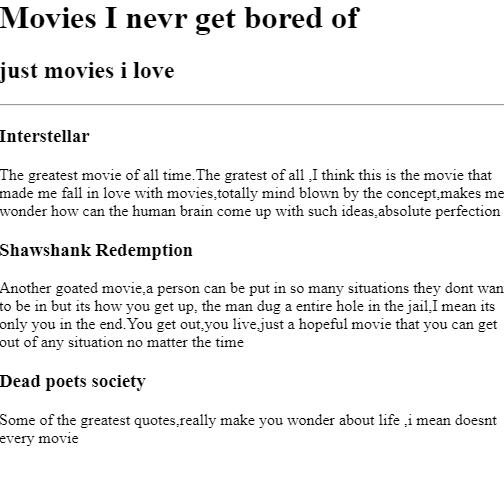 Movies I nevr get bored of
just movies i love
Interstellar
The greatest movie of all time.The gratest of all ,I think this is the movie that
made me fall in love with movies,totally mind blown by the concept,makes me
wonder how can the human brain come up with such ideas,absolute perfection
Shawshank Redemption
Another goated movie,a person can be put in so many situations they dont wan
to be in but its how you get up, the man dug a entire hole in the jail,I mean its
only you in the end.You get out,you live,just a hopeful movie that you can get
out of any situation no matter the time
Dead poets society
Some of the greatest quotes,really make you wonder about life ,i mean doesnt
every movie